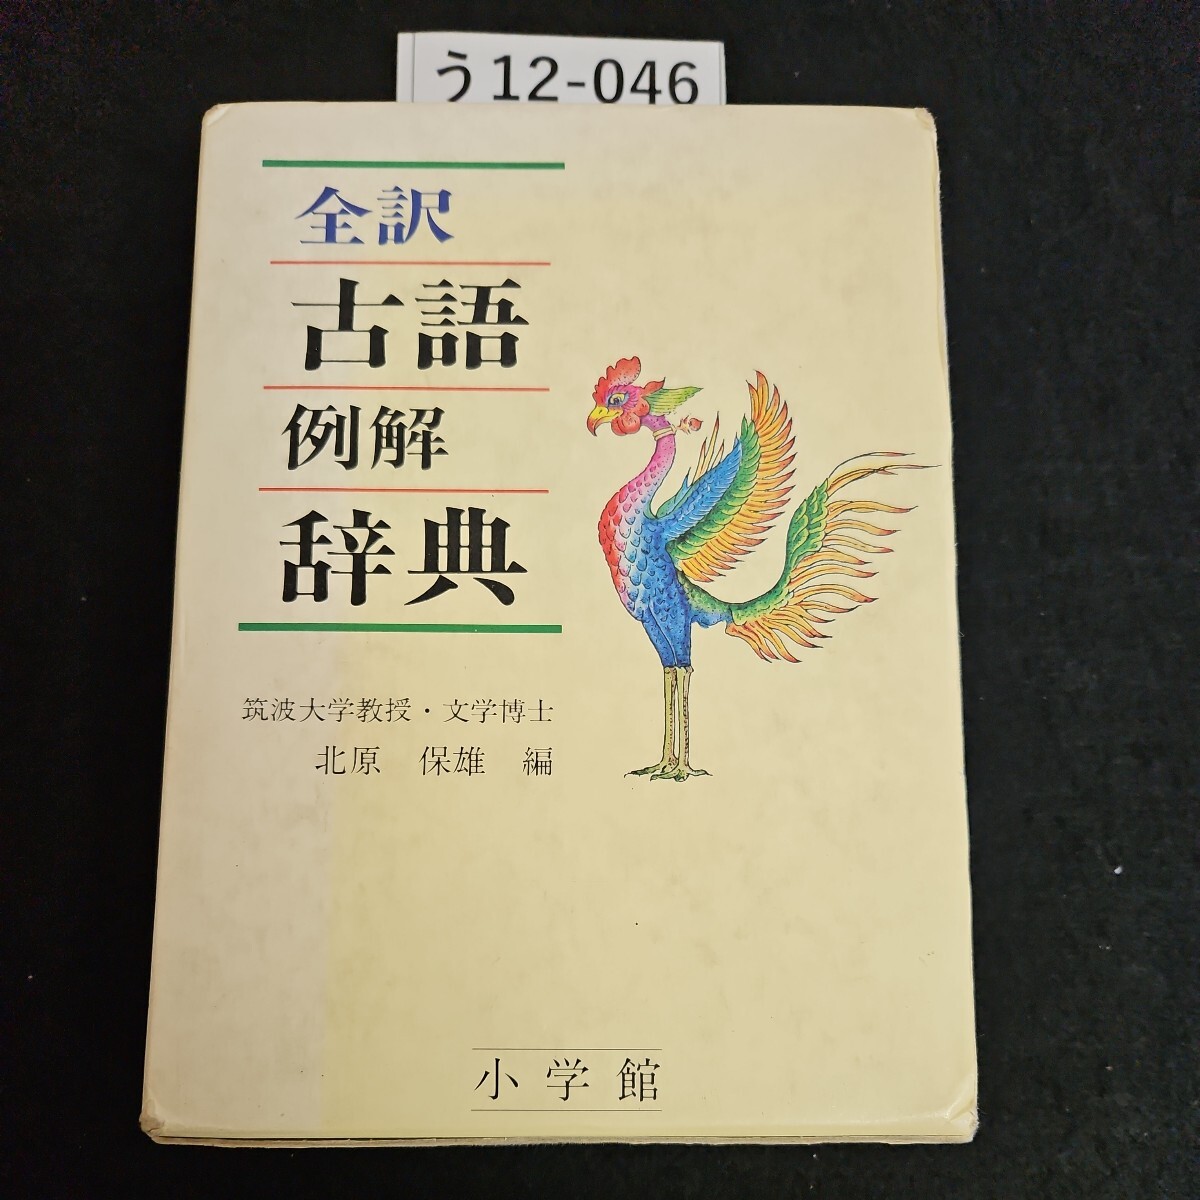 う12-046
全訳
古語
例解
辞典
筑波大学教授・文学博士
北原 保雄 編
小学館